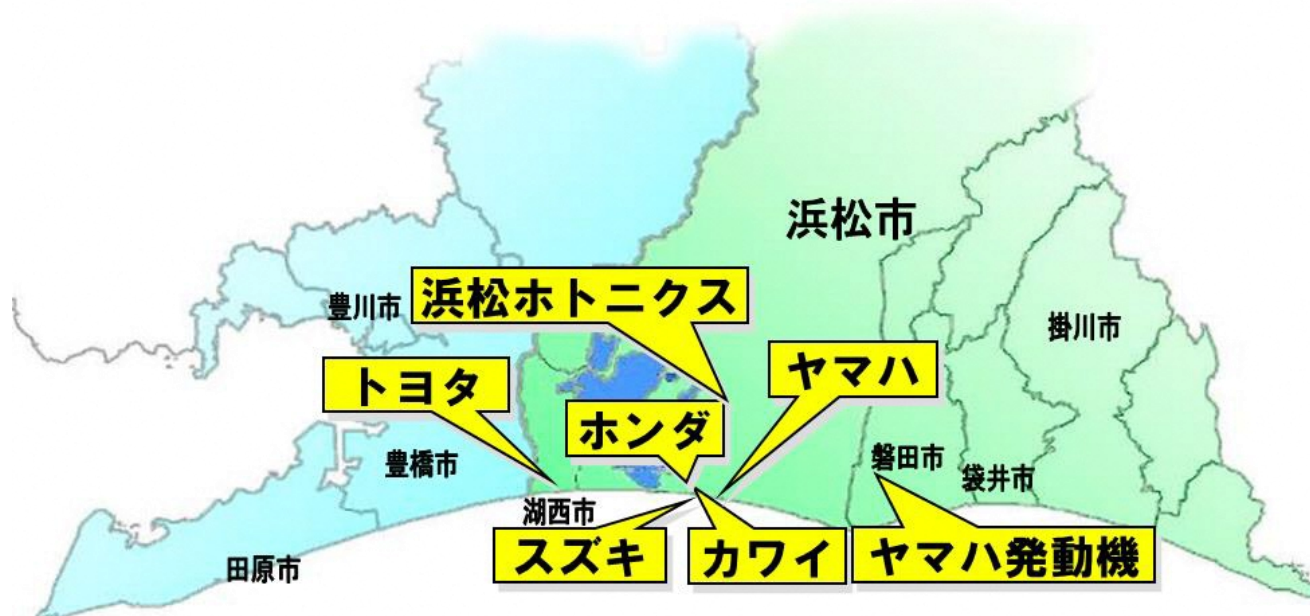 浜松市
浜松ホトニクス
豊川市
掛川市
ヤマハ
トヨタ
ホンダ
豊橋市
磐田市
袋井市
湖西市
スズキ
カワイ
ヤマハ発動機
田原市